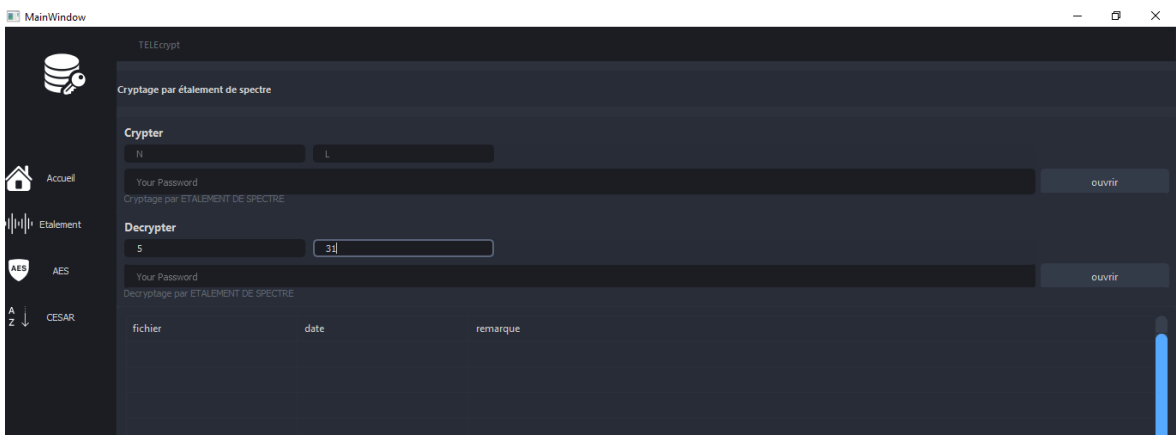 MainWindow
TELEcrypt
Cryptage par étalement de spectre
Crypter
N L
Accueil
Your Password ouvrir
Cryptage par ETALEMENT DE SPECTRE
Etalement
Decrypter
5 31
AES AES
Your Password ouvrir
Decryptage par ETALEMENT DE SPECTRE
A
Z CESAR
fichier date remarque